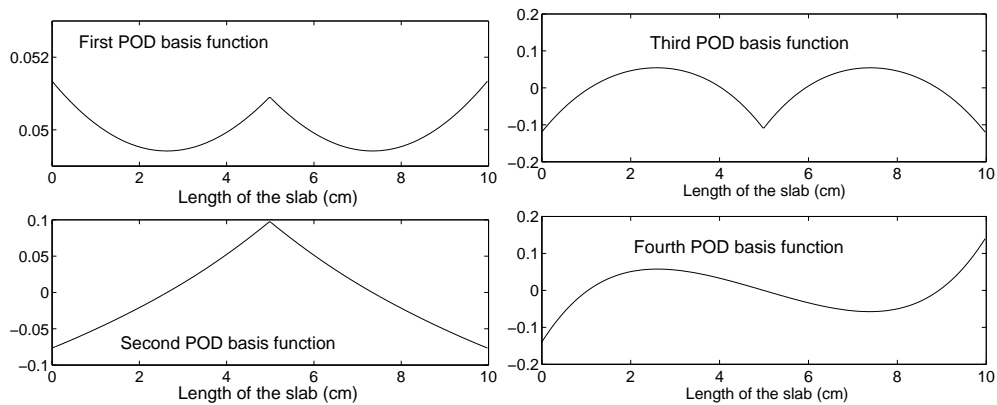 First POD basis function
0.052
0.05
0 2 4 6 8 10
Length of the slab (cm)
Third POD basis function
0.2
0.1
0
−0.1
−0.2
0 2 4 6 8 10
Length of the slab (cm)
Second POD basis function
0.1
0.05
0
−0.05
−0.1
0 2 4 6 8 10
Length of the slab (cm)
Fourth POD basis function
0.2
0.1
0
−0.1
−0.2
0 2 4 6 8 10
Length of the slab (cm)